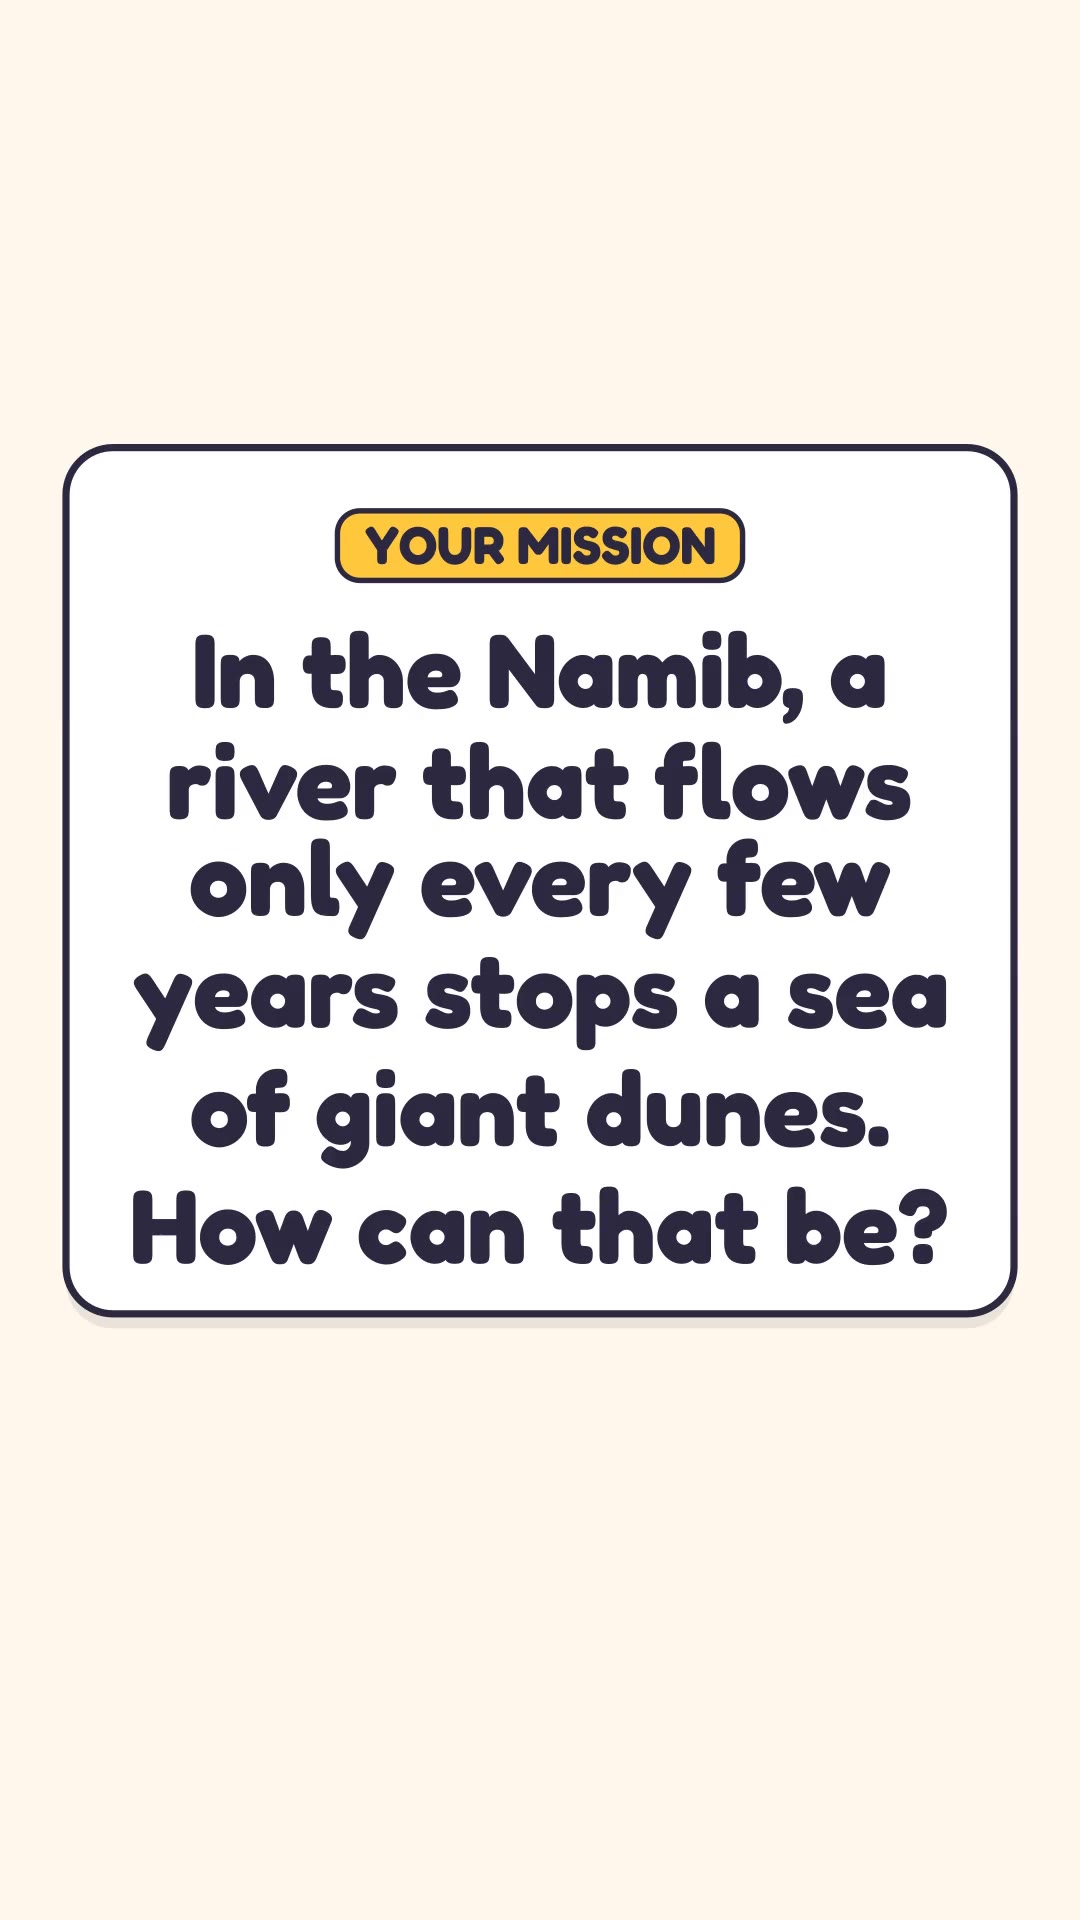 YOUR MISSION
In the Namib, a
river that flows
only every few
years stops a sea
of giant dunes.
How can that be?